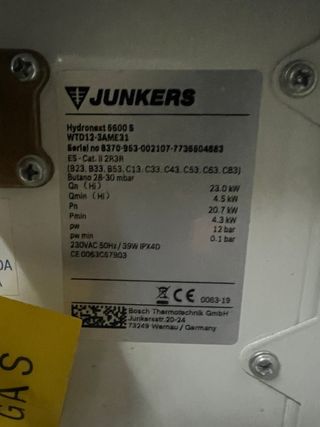 JUNKERS
Hydronext 5600 S
WTD12-3AME31
Serial no 8370-953-002107-7736504663
ES - Cat. II 2R3R
(B23, B33, B53, C13, C33, C43, C53, C63, C83)
Butano 28-30 mbar
Qn (Hi) 23.0 kW
Qmin (Hi) 4.5 kW
Pn 20.7 kW
Pmin 4.3 kW
pw 12 bar
pw min 0.1 bar
230VAC 50Hz / 39W IPX4D
CE 0063CS7903
CE 0063-19
Bosch Thermotechnik GmbH
Junkersstr. 20-24
73249 Wernau / Germany
GAS